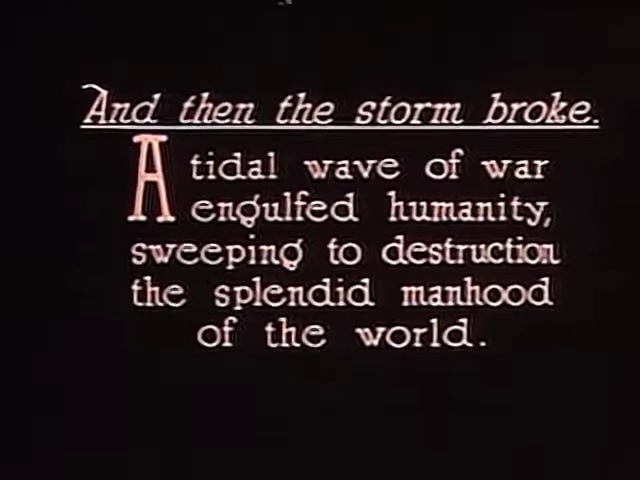 And then the storm broke.
A tidal wave of war
engulfed humanity,
sweeping to destruction
the splendid manhood
of the world.